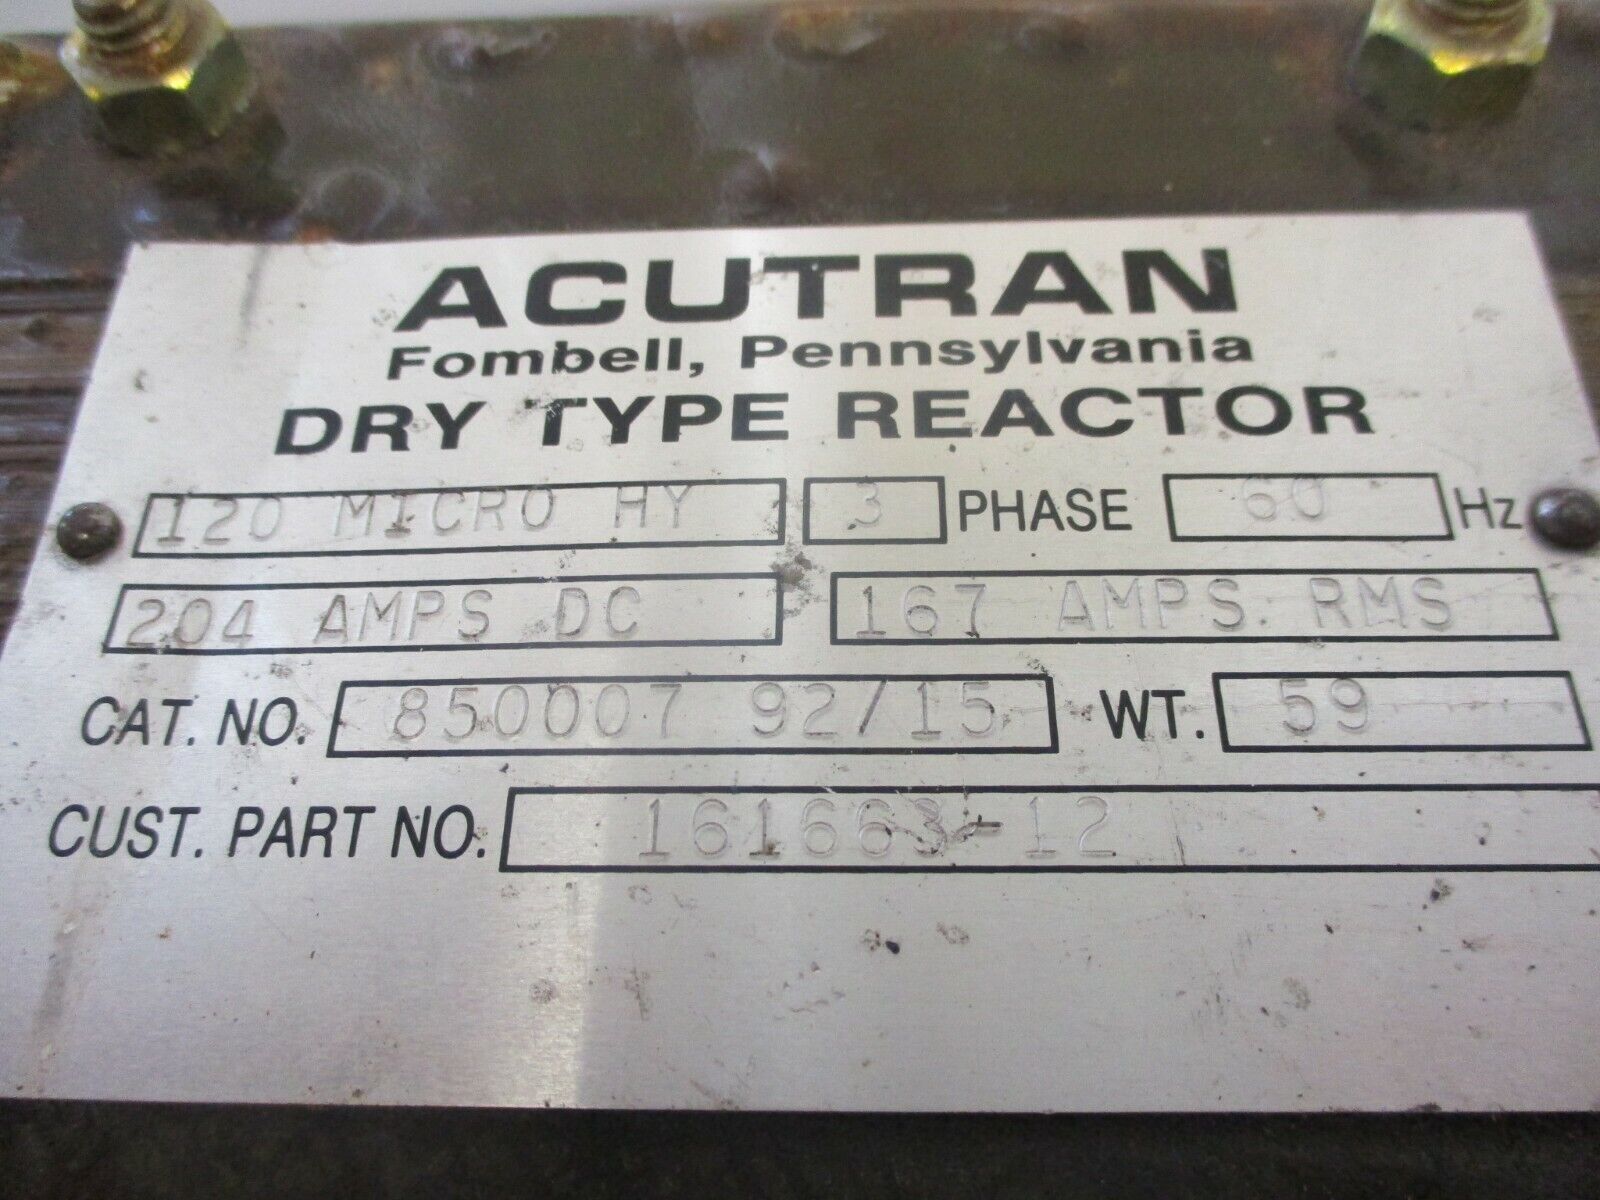 ACUTRAN
Fombell, Pennsylvania
DRY TYPE REACTOR
120 MICRO HY 3 PHASE 60 Hz
204 AMPS DC 167 AMPS. RMS
CAT. NO. 850007 92/15 WT. 59
CUST. PART NO. 161663-12